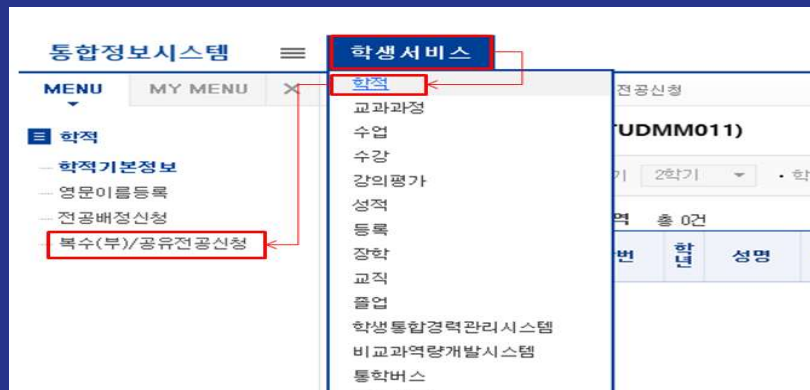 통합정보시스템
학생서비스
MENU
MY MENU
학적
학적기본정보
영문이름등록
전공배정신청
복수(부)/공유전공신청
학적
교과과정
수업
수강
강의평가
성적
등록
장학
교직
졸업
학생통합경력관리시스템
비교과역량개발시스템
통학버스
전공신청
UDMM011)
기 2학기 · 학
역 총 0건
번 학년 성명